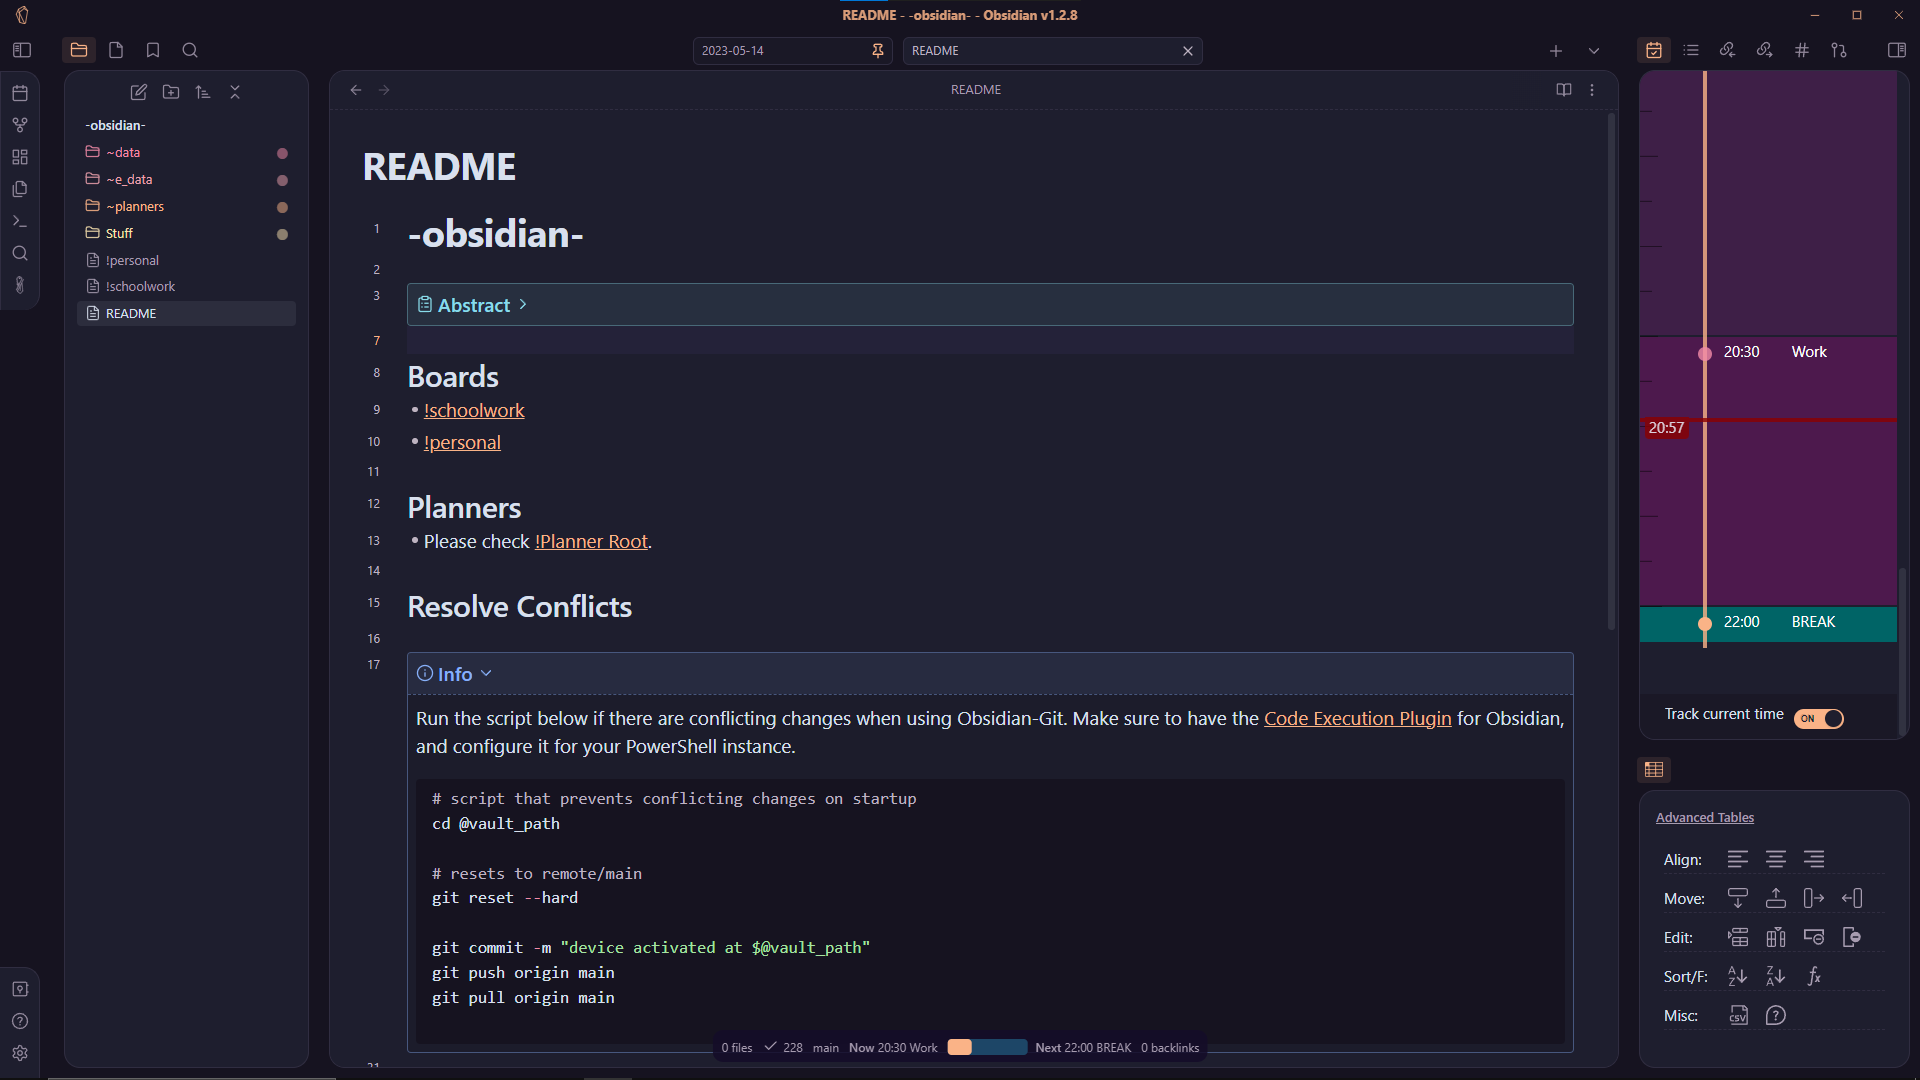 README - -obsidian- - Obsidian v1.2.8
2023-05-14
README
-obsidian-
~data
~e_data
~planners
Stuff
!personal
!schoolwork
README
README
README
1
-obsidian-
2
3
Abstract
7
8
Boards
9
!schoolwork
10
!personal
11
12
Planners
13
Please check !Planner Root.
14
15
Resolve Conflicts
16
17
Info
Run the script below if there are conflicting changes when using Obsidian-Git. Make sure to have the Code Execution Plugin for Obsidian,
and configure it for your PowerShell instance.
# script that prevents conflicting changes on startup
cd @vault_path
# resets to remote/main
git reset --hard
git commit -m "device activated at $@vault_path"
git push origin main
git pull origin main
0 files 228 main Now 20:30 Work Next 22:00 BREAK 0 backlinks
20:30 Work
20:57
22:00 BREAK
Track current time ON
Advanced Tables
Align:
Move:
Edit:
Sort/F:
Misc: